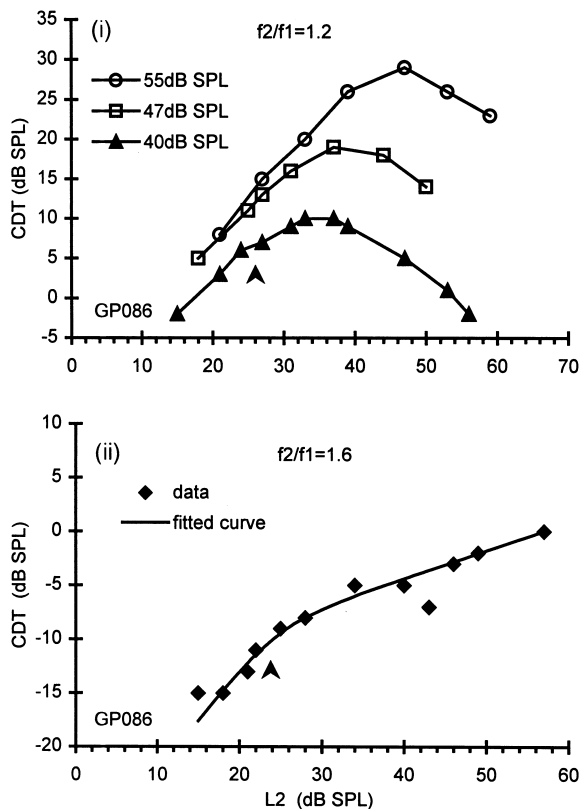 (i)
f2/f1=1.2
55dB SPL
47dB SPL
40dB SPL
CDT (dB SPL)
35
30
25
20
15
10
5
0
-5
GP086
0 10 20 30 40 50 60 70
(ii)
f2/f1=1.6
data
fitted curve
CDT (dB SPL)
10
5
0
-5
-10
-15
-20
GP086
0 10 20 30 40 50 60
L2 (dB SPL)